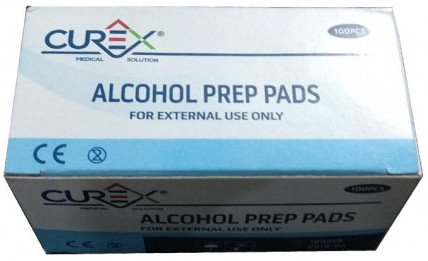 CUREX®
MEDICAL SOLUTION
100PCS
ALCOHOL PREP PADS
FOR EXTERNAL USE ONLY
CE
CUREX®
MEDICAL SOLUTION
100PCS
ALCOHOL PREP PADS
FOR EXTERNAL USE ONLY